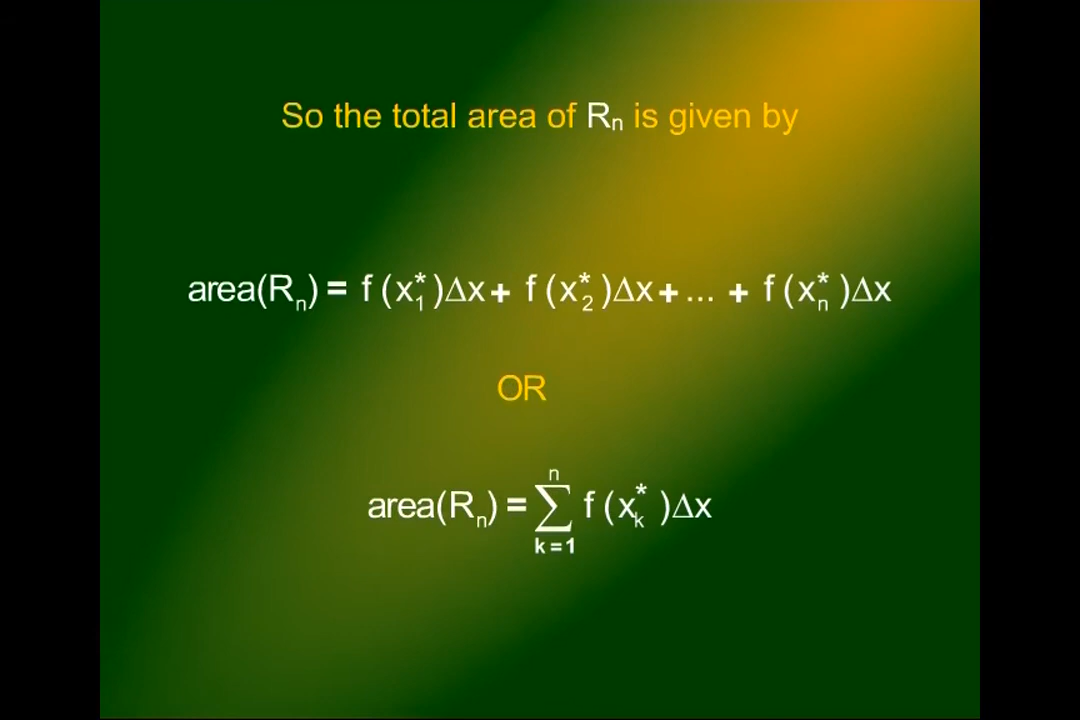 So the total area of Rₙ is given by
area(Rₙ) = f (x₁*)Δx + f (x₂*)Δx + ... + f (xₙ*)Δx
OR
area(Rₙ) = ∑ₖ₌₁ⁿ f (xₖ*)Δx